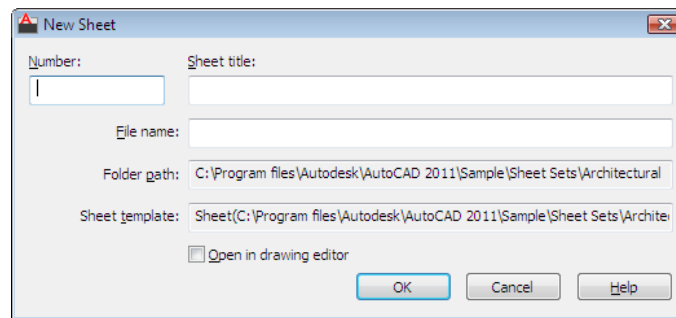 New Sheet
Number: Sheet title:
File name:
Folder path: C:\Program files\Autodesk\AutoCAD 2011\Sample\Sheet Sets\Architectural
Sheet template: Sheet(C:\Program files\Autodesk\AutoCAD 2011\Sample\Sheet Sets\Archite
Open in drawing editor
OK Cancel Help